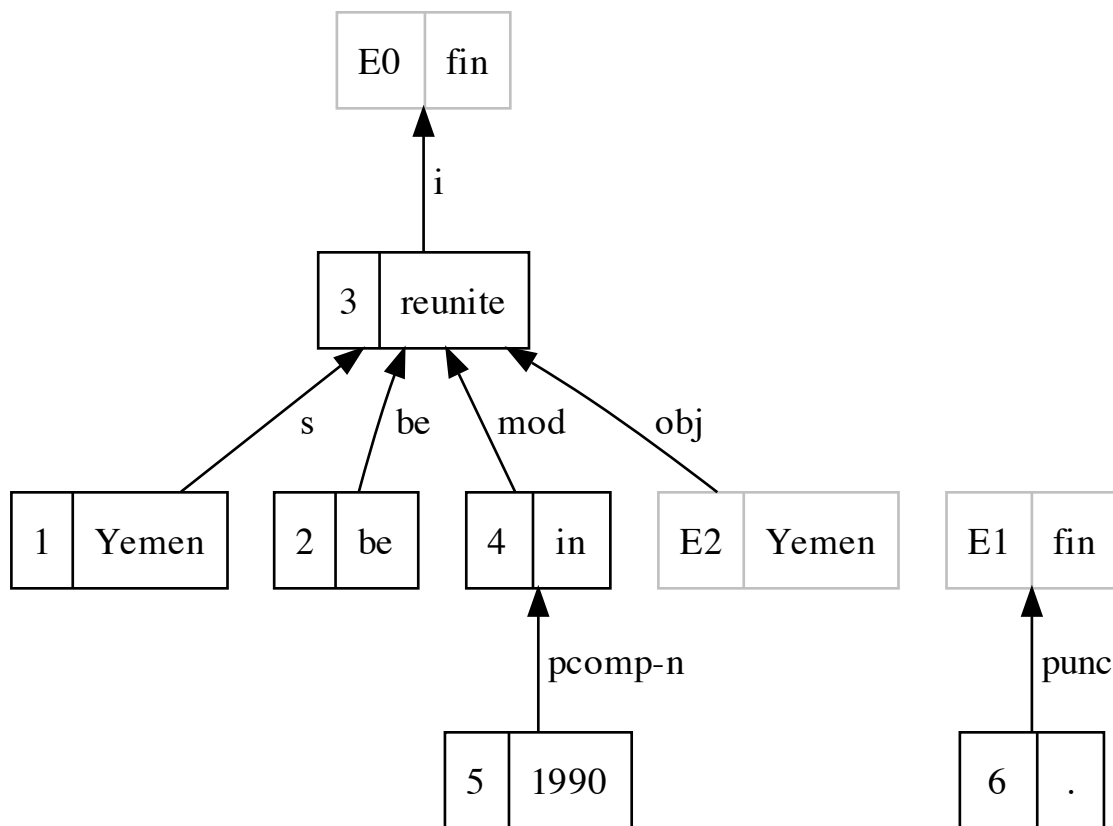 E0 fin
i
3 reunite
s be mod obj
1 Yemen 2 be 4 in E2 Yemen E1 fin
pcomp-n punc
5 1990 6 .